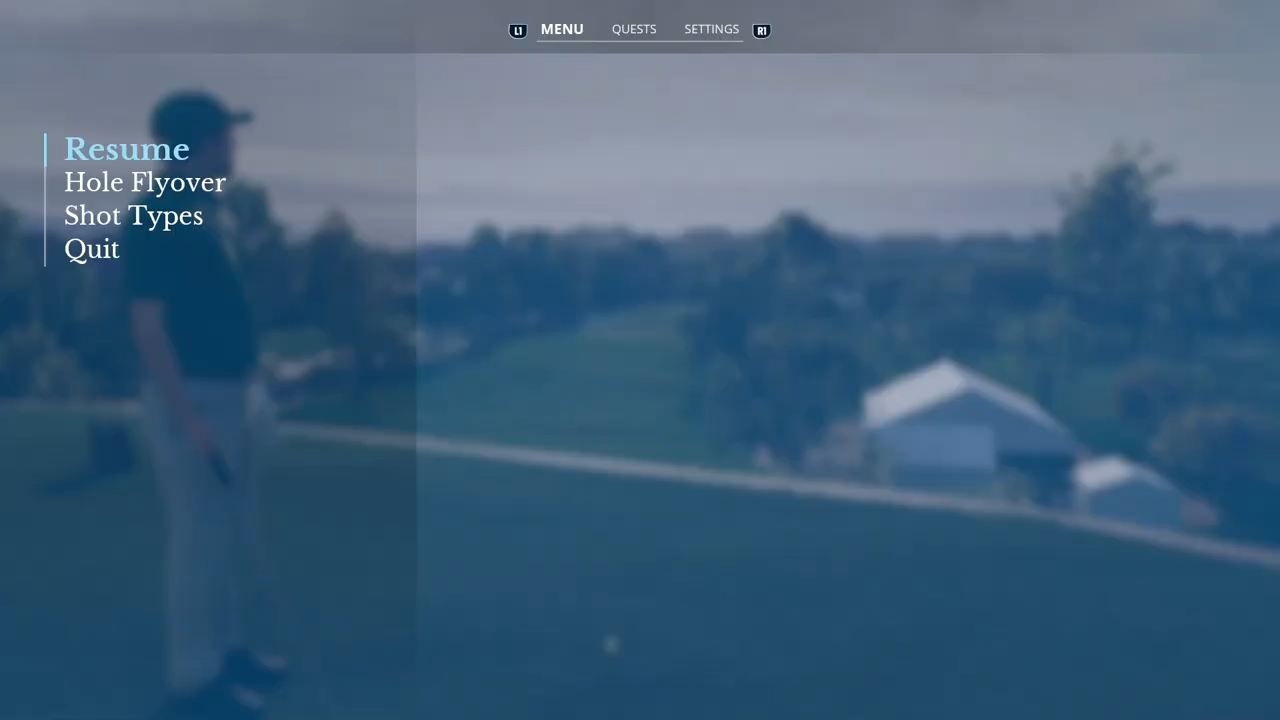 L1 MENU QUESTS SETTINGS R1
Resume
Hole Flyover
Shot Types
Quit